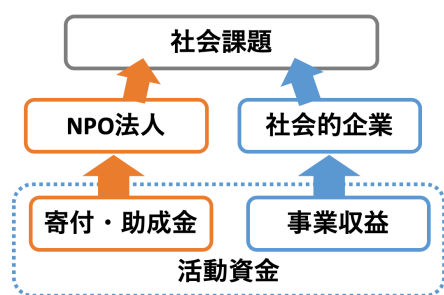 社会課題
NPO法人
社会的企業
寄付・助成金
事業収益
活動資金